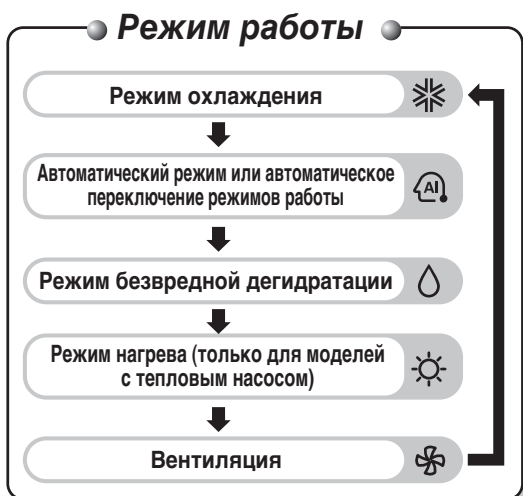 Режим работы
Режим охлаждения
Автоматический режим или автоматическое
переключение режимов работы
AI
Режим безвредной дегидратации
Режим нагрева (только для моделей
с тепловым насосом)
Вентиляция